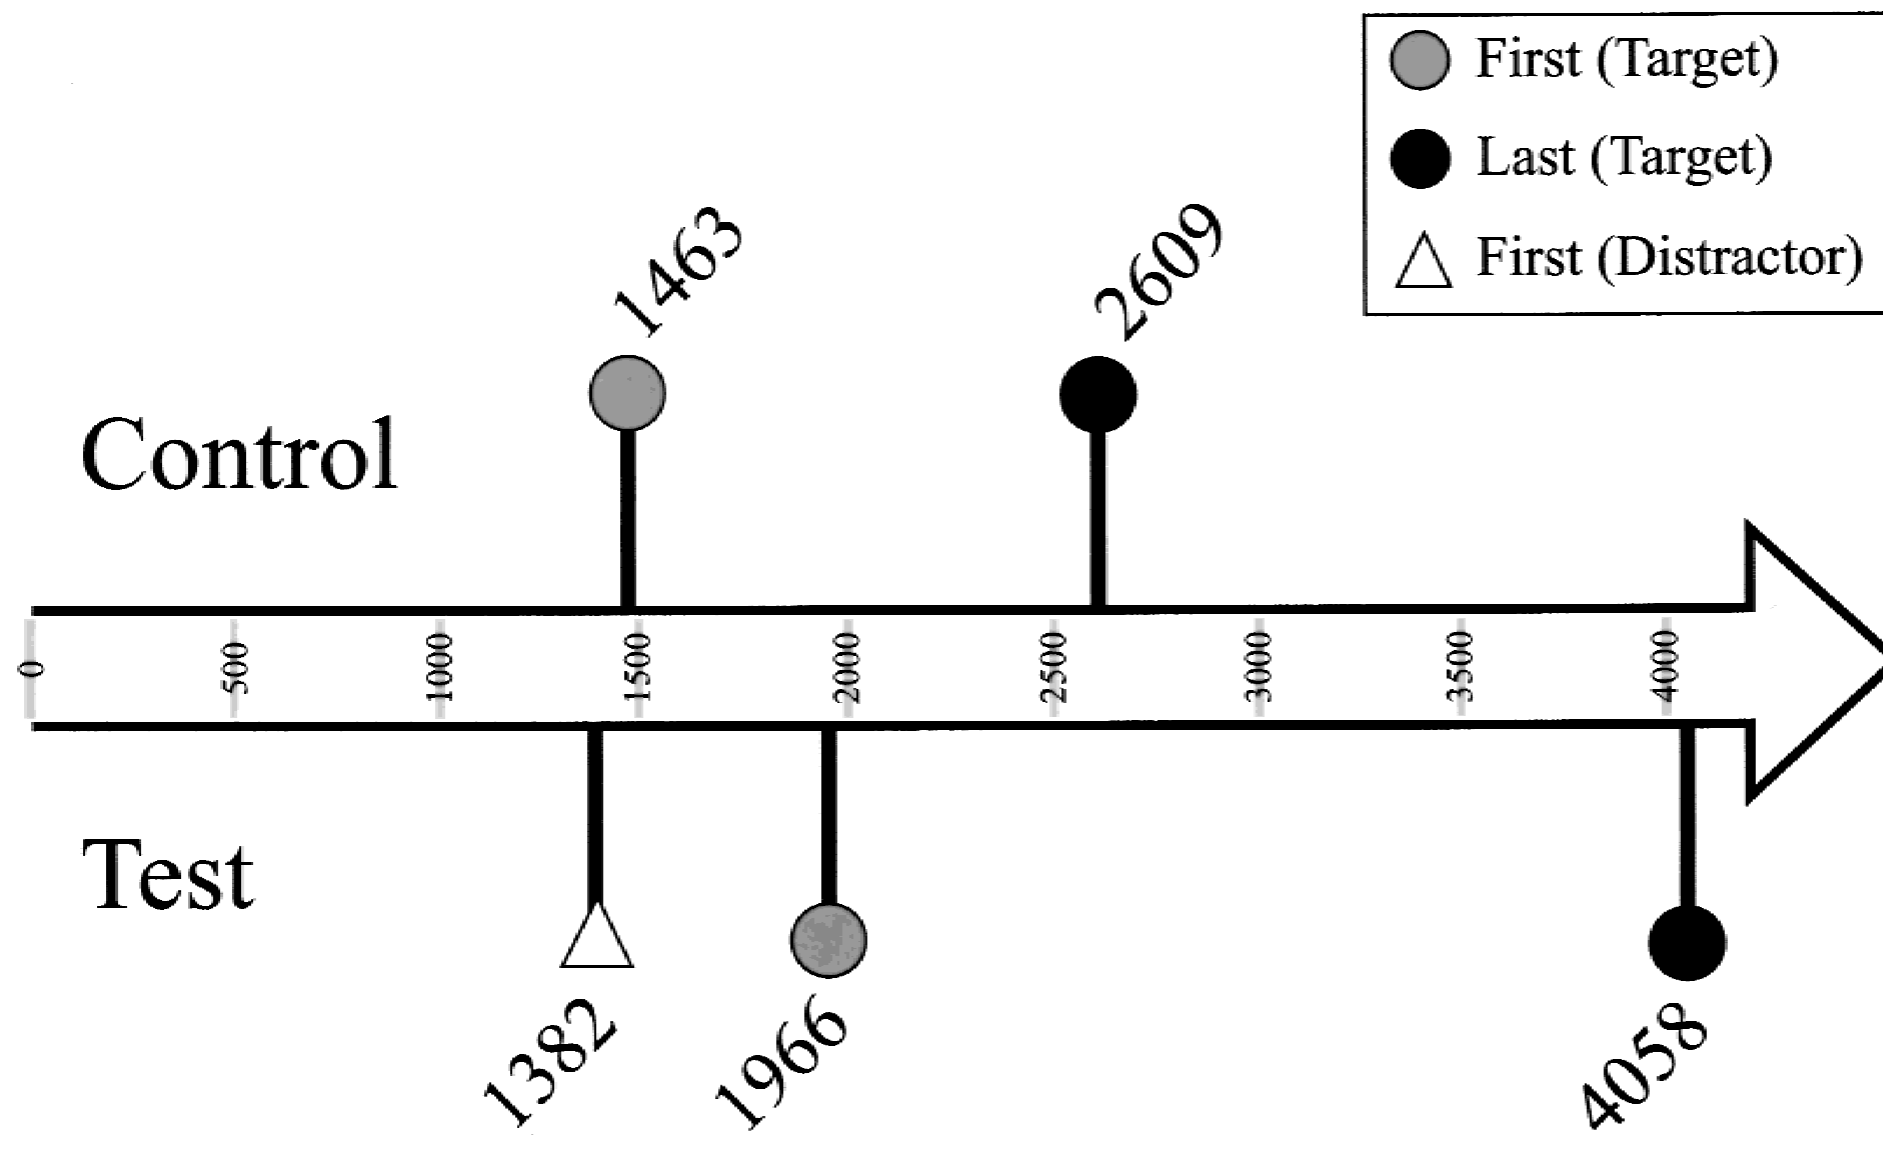 First (Target)
Last (Target)
First (Distractor)
1463
2609
Control
0
500
1000
1500
2000
2500
3000
3500
4000
Test
1382
1966
4058